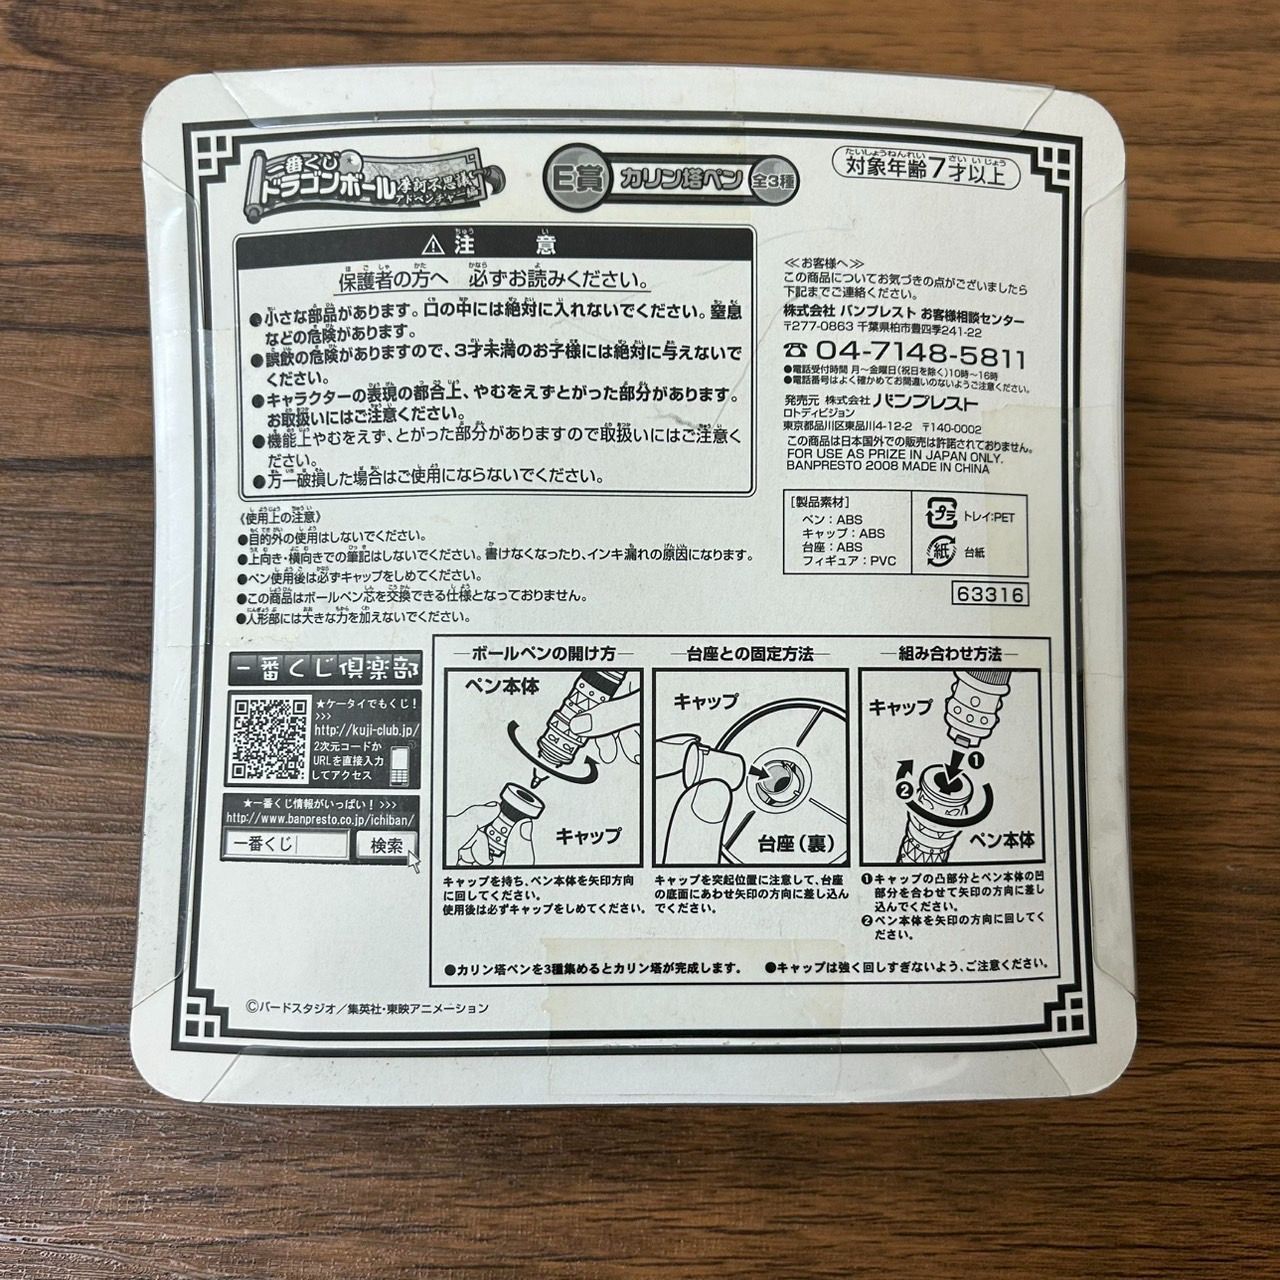 一番くじ
ドラゴンボール 摩訶不思議
アドベンチャー編
E賞 カリン塔ペン 全3種
対象年齢7才以上
⚠注意
保護者の方へ 必ずお読みください。
●小さな部品があります。口の中には絶対に入れないでください。窒息
などの危険があります。
●誤飲の危険がありますので、3才未満のお子様には絶対に与えないで
ください。
●キャラクターの表現の都合上、やむをえずとがった部分があります。
お取扱いにはご注意ください。
●機能上やむをえず、とがった部分がありますので取扱いにはご注意く
ださい。
●万一破損した場合はご使用にならないでください。
≪お客様へ≫
この商品についてお気づきの点がございましたら
下記までご連絡ください。
株式会社 バンプレスト お客様相談センター
〒277-0863 千葉県柏市豊四季241-22
☎ 04-7148-5811
●電話受付時間 月〜金曜日(祝日を除く)10時〜16時
●電話番号はよく確かめてお間違いのないようご注意ください。
発売元 株式会社 バンプレスト
ロトディビジョン
東京都品川区東品川4-12-2 〒140-0002
この商品は日本国外での販売は許諾されておりません。
FOR USE AS PRIZE IN JAPAN ONLY.
BANPRESTO 2008 MADE IN CHINA
[製品素材]
ペン:ABS
キャップ:ABS
台座:ABS
フィギュア:PVC
プラ トレイ:PET
紙 台紙
63316
《使用上の注意》
●目的外の使用はしないでください。
●上向き・横向きでの筆記はしないでください。書けなくなったり、インキ漏れの原因になります。
●ペン使用後は必ずキャップをしめてください。
●この商品はボールペン芯を交換できる仕様となっておりません。
●人形部には大きな力を加えないでください。
一番くじ倶楽部
★ケータイでもくじ!
>>>
http://kuji-club.jp/
2次元コードか
URLを直接入力
してアクセス
★一番くじ情報がいっぱい! >>>
http://www.banpresto.co.jp/ichiban/
一番くじ 検索
ボールペンの開け方
ペン本体
キャップ
キャップを持ち、ペン本体を矢印方向
に回してください。
使用後は必ずキャップをしめてください。
台座との固定方法
キャップ
台座(裏)
キャップを突起位置に注意して、台座
の底面にあわせ矢印の方向に差し込ん
でください。
組み合わせ方法
キャップ
❶
❷
ペン本体
❶キャップの凸部分とペン本体の凹
部分を合わせて矢印の方向に差し
込んでください。
❷ペン本体を矢印の方向に回してく
ださい。
●カリン塔ペンを3種集めるとカリン塔が完成します。 ●キャップは強く回しすぎないよう、ご注意ください。
©バードスタジオ/集英社・東映アニメーション